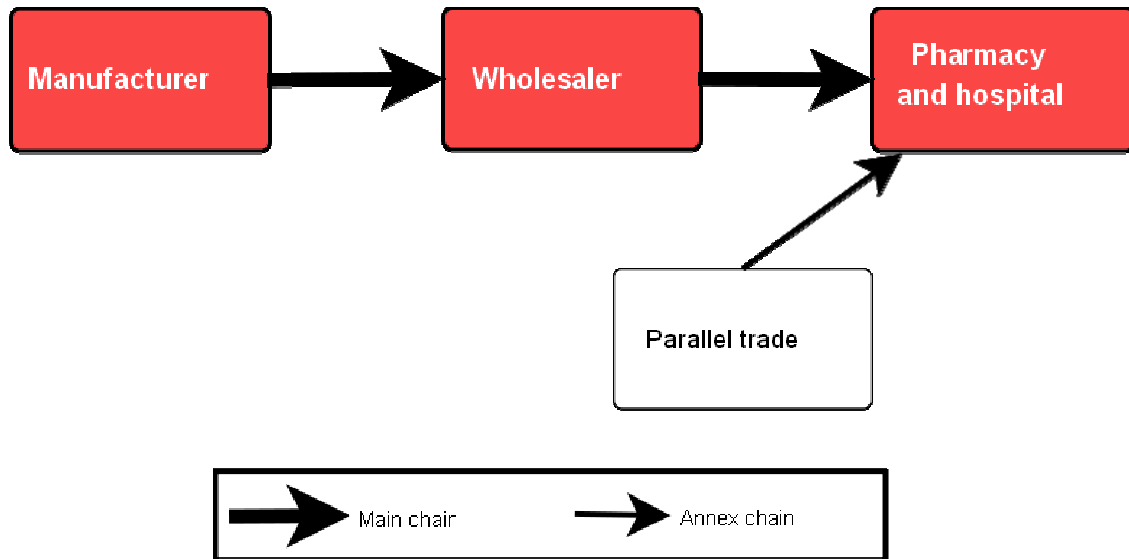 Manufacturer
Wholesaler
Pharmacy
and hospital
Parallel trade
Main chair
Annex chain